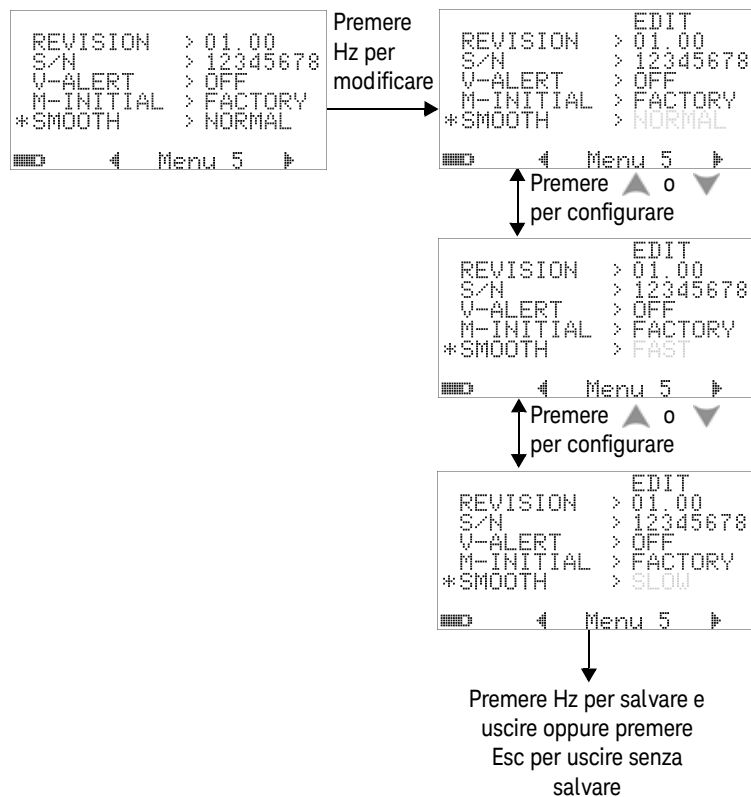 REVISION > 01.00
S/N > 12345678
V-ALERT > OFF
M-INITIAL > FACTORY
*SMOOTH > NORMAL
Menu 5
Premere
Hz per
modificare
EDIT
REVISION > 01.00
S/N > 12345678
V-ALERT > OFF
M-INITIAL > FACTORY
*SMOOTH > NORMAL
Menu 5
Premere o
per configurare
EDIT
REVISION > 01.00
S/N > 12345678
V-ALERT > OFF
M-INITIAL > FACTORY
*SMOOTH > FAST
Menu 5
Premere o
per configurare
EDIT
REVISION > 01.00
S/N > 12345678
V-ALERT > OFF
M-INITIAL > FACTORY
*SMOOTH > SLOW
Menu 5
Premere Hz per salvare e
uscire oppure premere
Esc per uscire senza
salvare